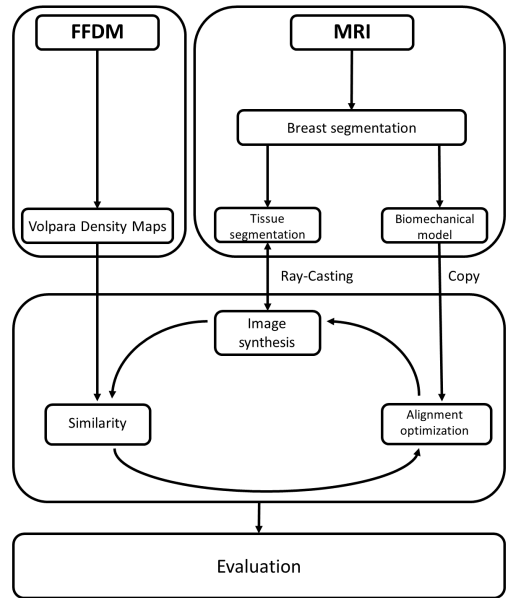 FFDM
MRI
Breast segmentation
Volpara Density Maps
Tissue
segmentation
Biomechanical
model
Ray-Casting
Copy
Image
synthesis
Similarity
Alignment
optimization
Evaluation